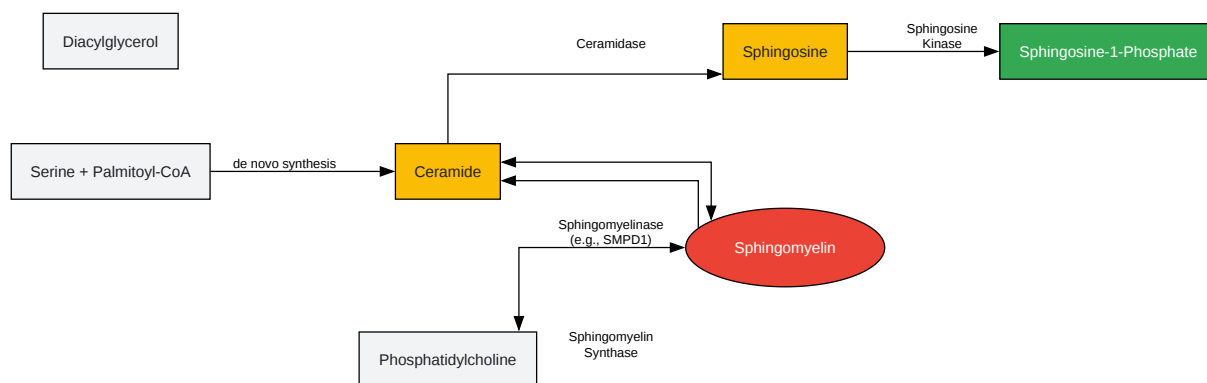 Diacylglycerol
Ceramidase
Sphingosine
Sphingosine
Kinase
Sphingosine-1-Phosphate
Serine + Palmitoyl-CoA
de novo synthesis
Ceramide
Sphingomyelinase
(e.g., SMPD1)
Sphingomyelin
Phosphatidylcholine
Sphingomyelin
Synthase